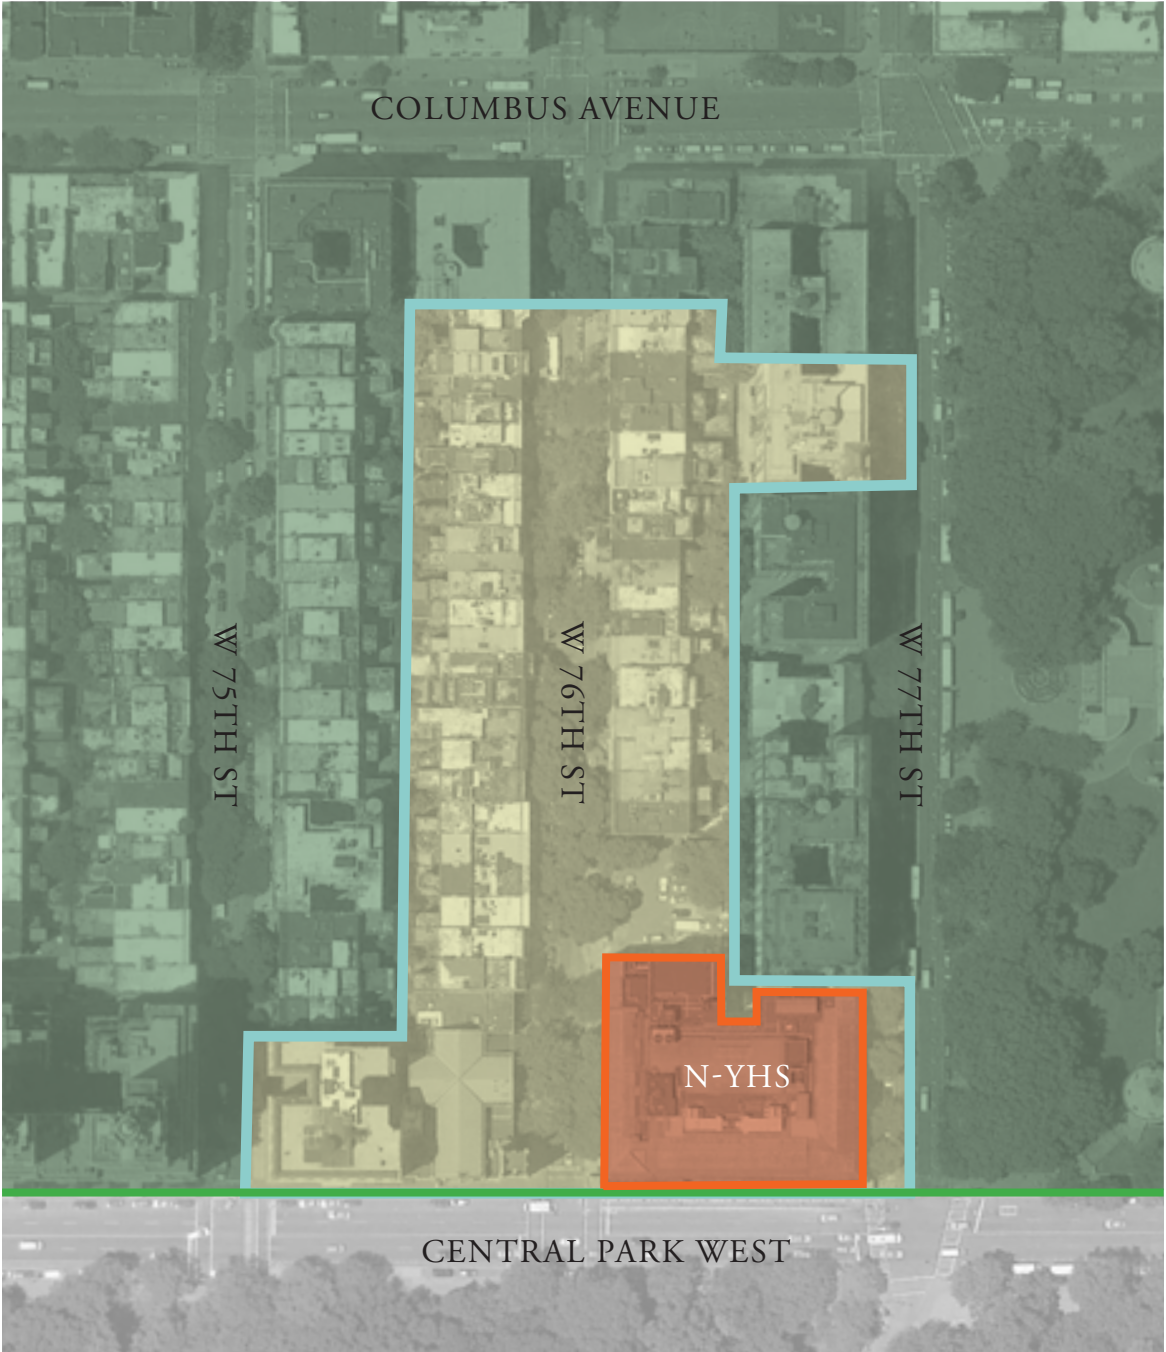 COLUMBUS AVENUE
W 75TH ST
W 76TH ST
W 77TH ST
N-YHS
CENTRAL PARK WEST